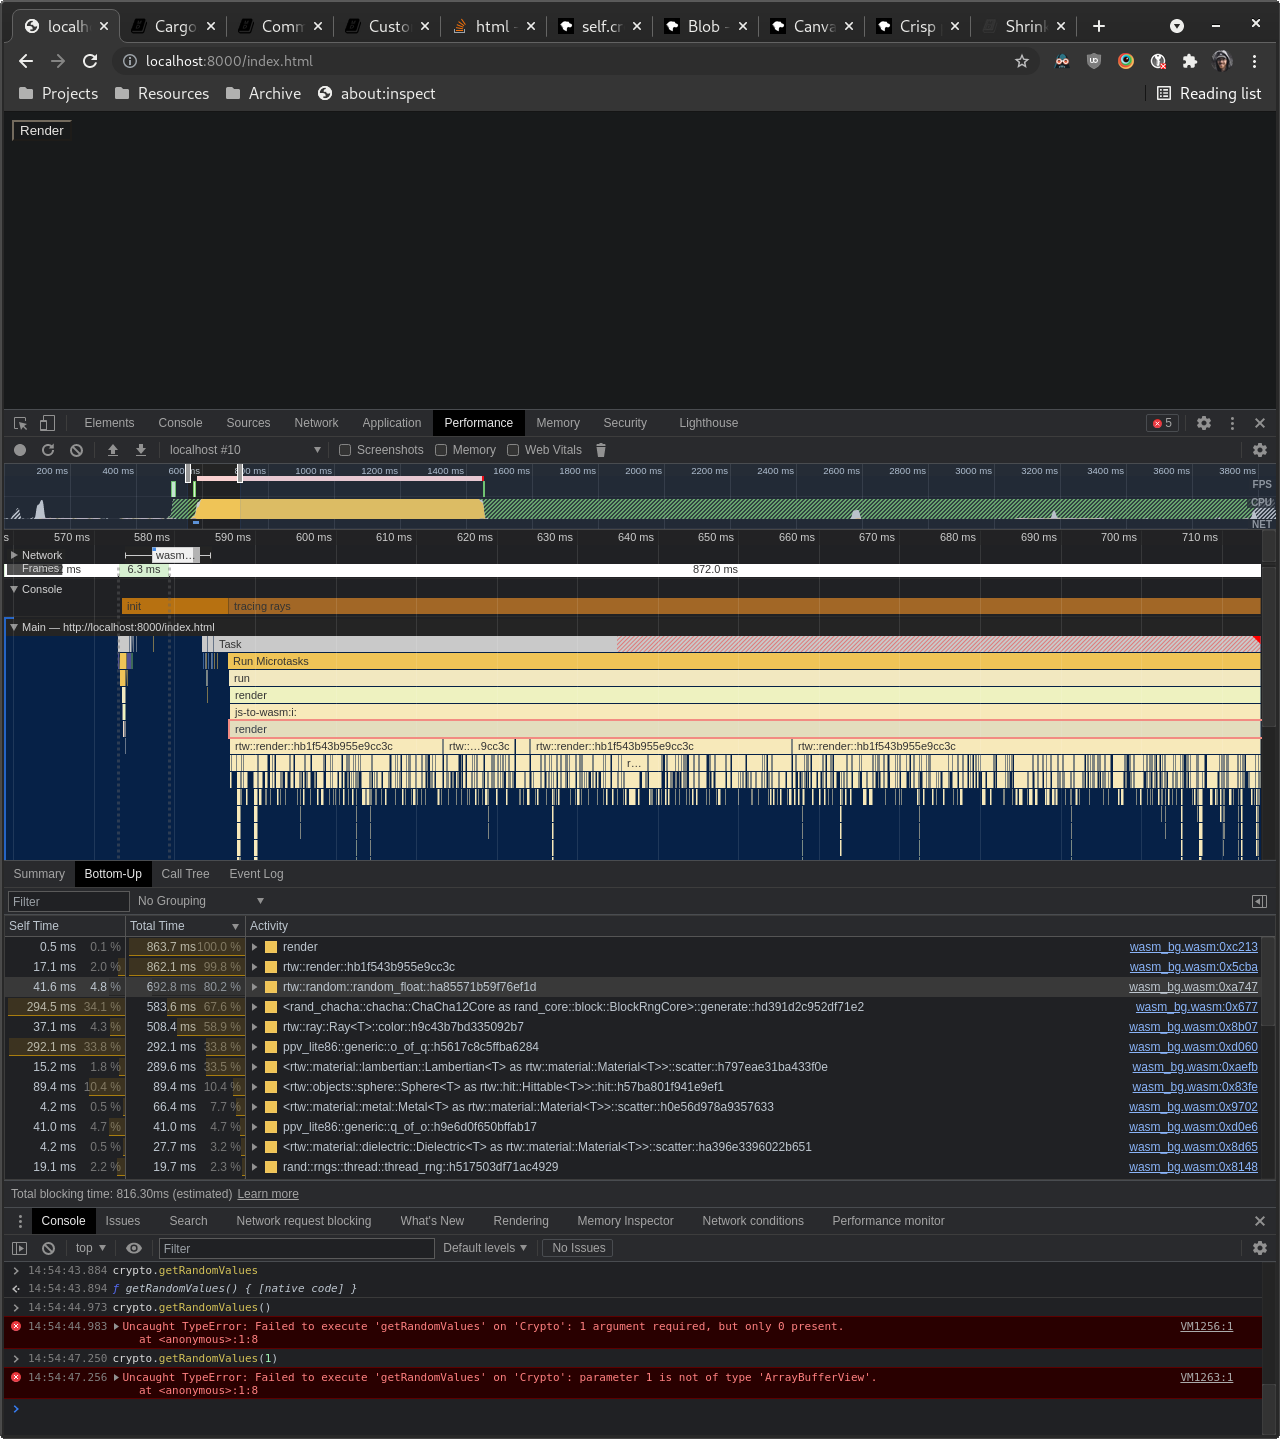 localh Cargo Comm Custo html - self.cr Blob - Canva Crisp Shrin
localhost:8000/index.html
Projects Resources Archive about:inspect Reading list
Render
Elements Console Sources Network Application Performance Memory Security Lighthouse 5
localhost #10 Screenshots Memory Web Vitals
200 ms 400 ms 600 ms 800 ms 1000 ms 1200 ms 1400 ms 1600 ms 1800 ms 2000 ms 2200 ms 2400 ms 2600 ms 2800 ms 3000 ms 3200 ms 3400 ms 3600 ms 3800 ms
FPS
CPU
NET
s 570 ms 580 ms 590 ms 600 ms 610 ms 620 ms 630 ms 640 ms 650 ms 660 ms 670 ms 680 ms 690 ms 700 ms 710 ms
Network wasm…
Frames ms 6.3 ms 872.0 ms
Console
init tracing rays
Main — http://localhost:8000/index.html
Task
Run Microtasks
run
render
js-to-wasm:i:
render
rtw::render::hb1f543b955e9cc3c rtw::…9cc3c rtw::render::hb1f543b955e9cc3c rtw::render::hb1f543b955e9cc3c
r…
Summary Bottom-Up Call Tree Event Log
Filter No Grouping
Self Time Total Time Activity
0.5 ms 0.1 % 863.7 ms 100.0 % render wasm_bg.wasm:0xc213
17.1 ms 2.0 % 862.1 ms 99.8 % rtw::render::hb1f543b955e9cc3c wasm_bg.wasm:0x5cba
41.6 ms 4.8 % 692.8 ms 80.2 % rtw::random::random_float::ha85571b59f76ef1d wasm_bg.wasm:0xa747
294.5 ms 34.1 % 583.6 ms 67.6 % <rand_chacha::chacha::ChaCha12Core as rand_core::block::BlockRngCore>::generate::hd391d2c952df71e2 wasm_bg.wasm:0x677
37.1 ms 4.3 % 508.4 ms 58.9 % rtw::ray::Ray<T>::color::h9c43b7bd335092b7 wasm_bg.wasm:0x8b07
292.1 ms 33.8 % 292.1 ms 33.8 % ppv_lite86::generic::o_of_q::h5617c8c5ffba6284 wasm_bg.wasm:0xd060
15.2 ms 1.8 % 289.6 ms 33.5 % <rtw::material::lambertian::Lambertian<T> as rtw::material::Material<T>>::scatter::h797eae31ba433f0e wasm_bg.wasm:0xaefb
89.4 ms 10.4 % 89.4 ms 10.4 % <rtw::objects::sphere::Sphere<T> as rtw::hit::Hittable<T>>::hit::h57ba801f941e9ef1 wasm_bg.wasm:0x83fe
4.2 ms 0.5 % 66.4 ms 7.7 % <rtw::material::metal::Metal<T> as rtw::material::Material<T>>::scatter::h0e56d978a9357633 wasm_bg.wasm:0x9702
41.0 ms 4.7 % 41.0 ms 4.7 % ppv_lite86::generic::q_of_o::h9e6d0f650bffab17 wasm_bg.wasm:0xd0e6
4.2 ms 0.5 % 27.7 ms 3.2 % <rtw::material::dielectric::Dielectric<T> as rtw::material::Material<T>>::scatter::ha396e3396022b651 wasm_bg.wasm:0x8d65
19.1 ms 2.2 % 19.7 ms 2.3 % rand::rngs::thread::thread_rng::h517503df71ac4929 wasm_bg.wasm:0x8148
Total blocking time: 816.30ms (estimated) Learn more
Console Issues Search Network request blocking What's New Rendering Memory Inspector Network conditions Performance monitor
top Filter Default levels No Issues
14:54:43.884 crypto.getRandomValues
14:54:43.894 ƒ getRandomValues() { [native code] }
14:54:44.973 crypto.getRandomValues()
14:54:44.983 Uncaught TypeError: Failed to execute 'getRandomValues' on 'Crypto': 1 argument required, but only 0 present. VM1256:1
at <anonymous>:1:8
14:54:47.250 crypto.getRandomValues(1)
14:54:47.256 Uncaught TypeError: Failed to execute 'getRandomValues' on 'Crypto': parameter 1 is not of type 'ArrayBufferView'. VM1263:1
at <anonymous>:1:8